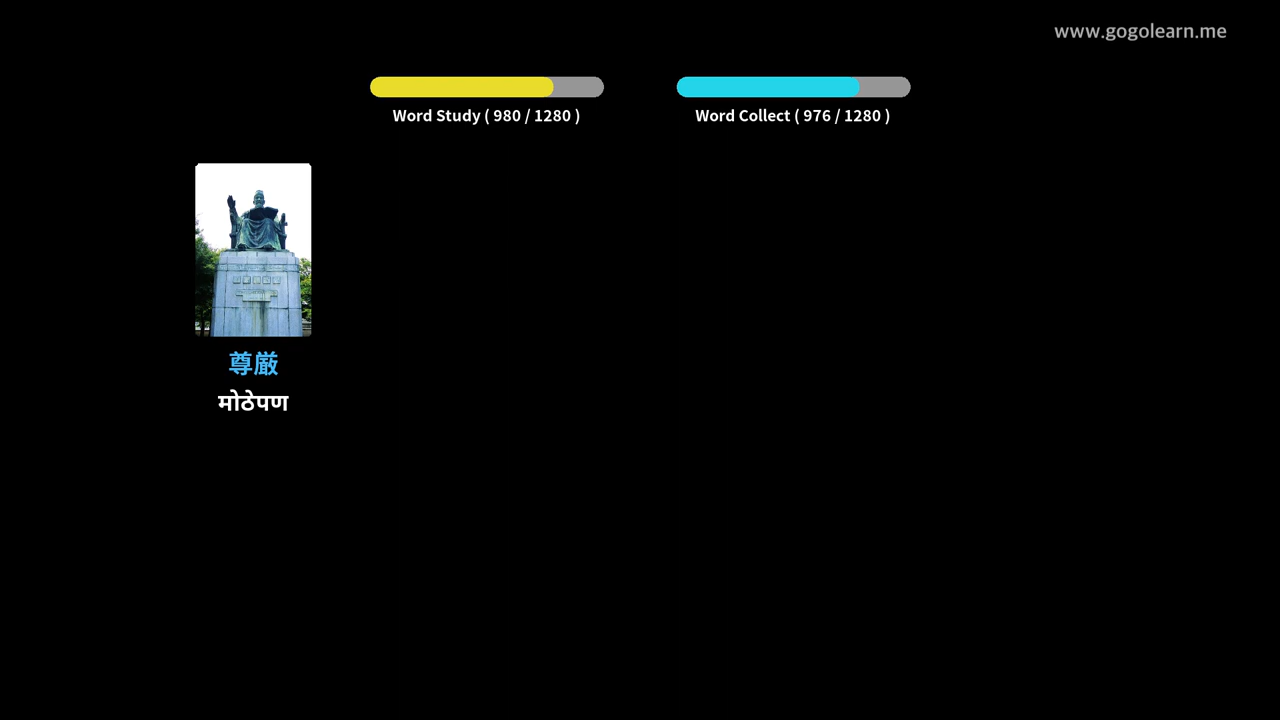 www.gogolearn.me
Word Study ( 980 / 1280 )
Word Collect ( 976 / 1280 )
尊厳
मोठेपण